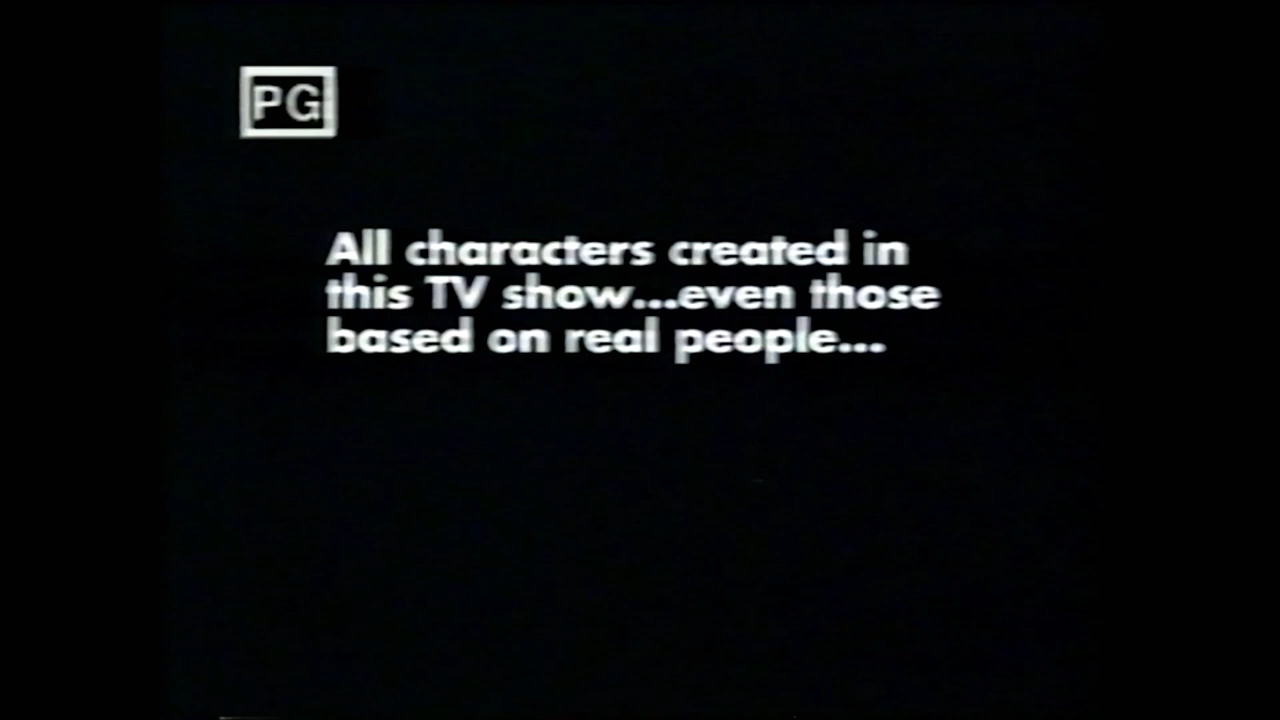 PG
All characters created in
this TV show...even those
based on real people...